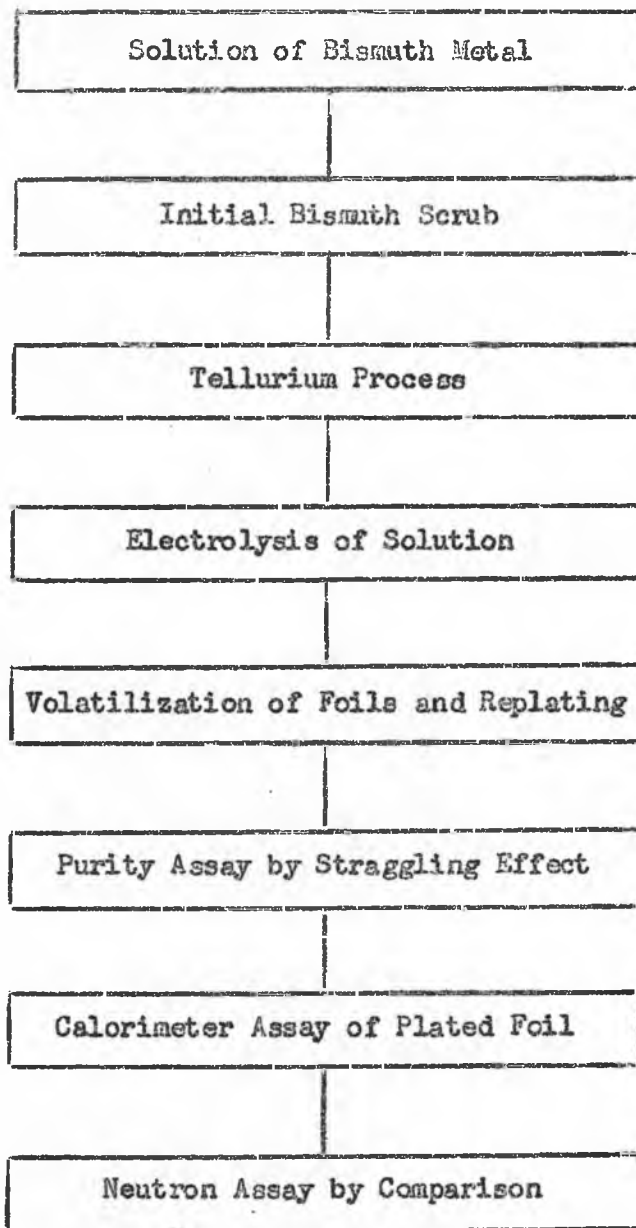 Solution of Bismuth Metal
Initial Bismuth Scrub
Tellurium Process
Electrolysis of Solution
Volatilization of Foils and Replating
Purity Assay by Straggling Effect
Calorimeter Assay of Plated Foil
Neutron Assay by Comparison